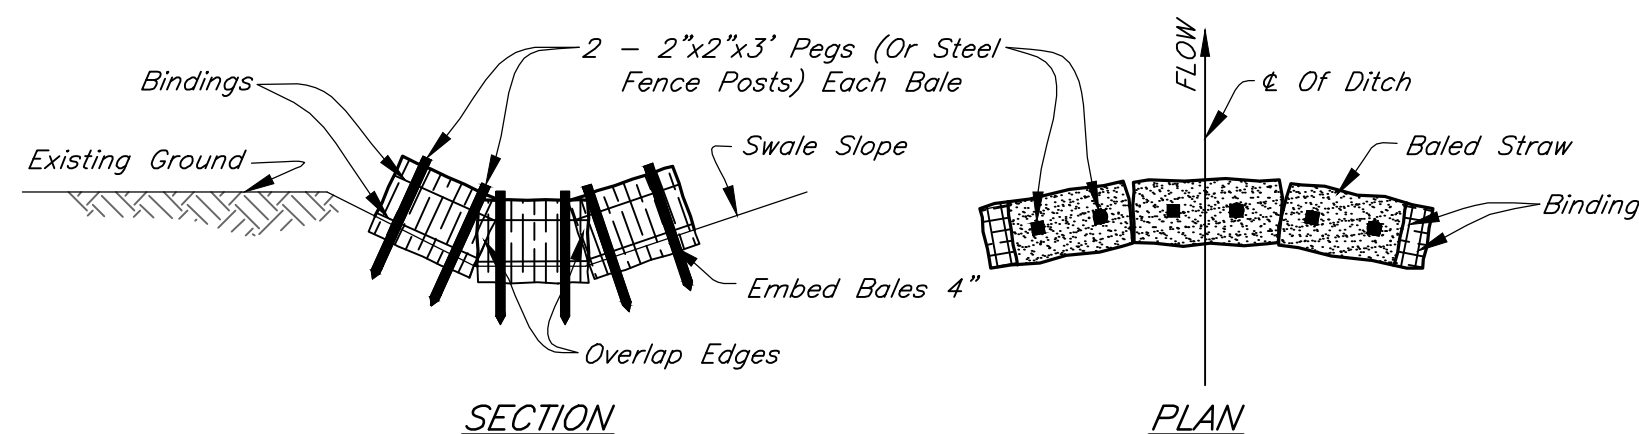 2 - 2"x2"x3' Pegs (Or Steel
Fence Posts) Each Bale
Bindings
Existing Ground
Swale Slope
Embed Bales 4"
Overlap Edges
SECTION
FLOW
℄ Of Ditch
Baled Straw
Binding
PLAN